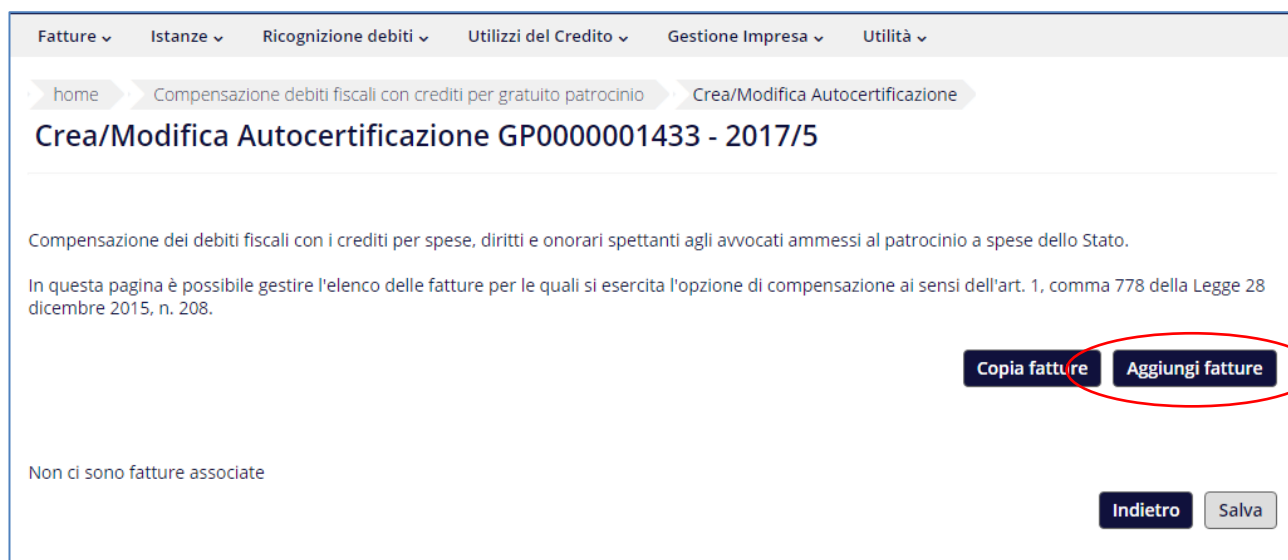 Fatture Istanze Ricognizione debiti Utilizzi del Credito Gestione Impresa Utilità
home Compensazione debiti fiscali con crediti per gratuito patrocinio Crea/Modifica Autocertificazione
Crea/Modifica Autocertificazione GP0000001433 - 2017/5
Compensazione dei debiti fiscali con i crediti per spese, diritti e onorari spettanti agli avvocati ammessi al patrocinio a spese dello Stato.
In questa pagina è possibile gestire l'elenco delle fatture per le quali si esercita l'opzione di compensazione ai sensi dell'art. 1, comma 778 della Legge 28
dicembre 2015, n. 208.
Copia fatture Aggiungi fatture
Non ci sono fatture associate
Indietro Salva